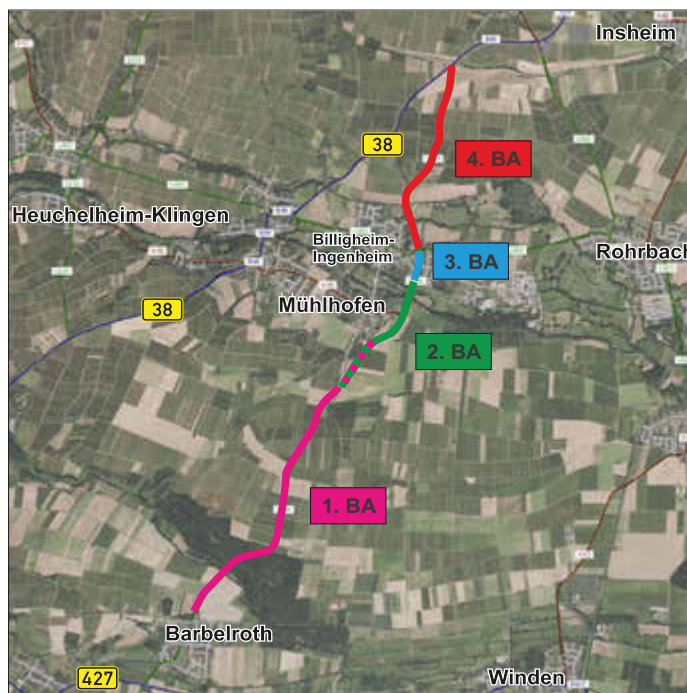 Insheim
38
4. BA
Heuchelheim-Klingen
Billigheim-
Ingenheim
Rohrbach
3. BA
38
Mühlhofen
2. BA
1. BA
Barbelroth
427
Winden